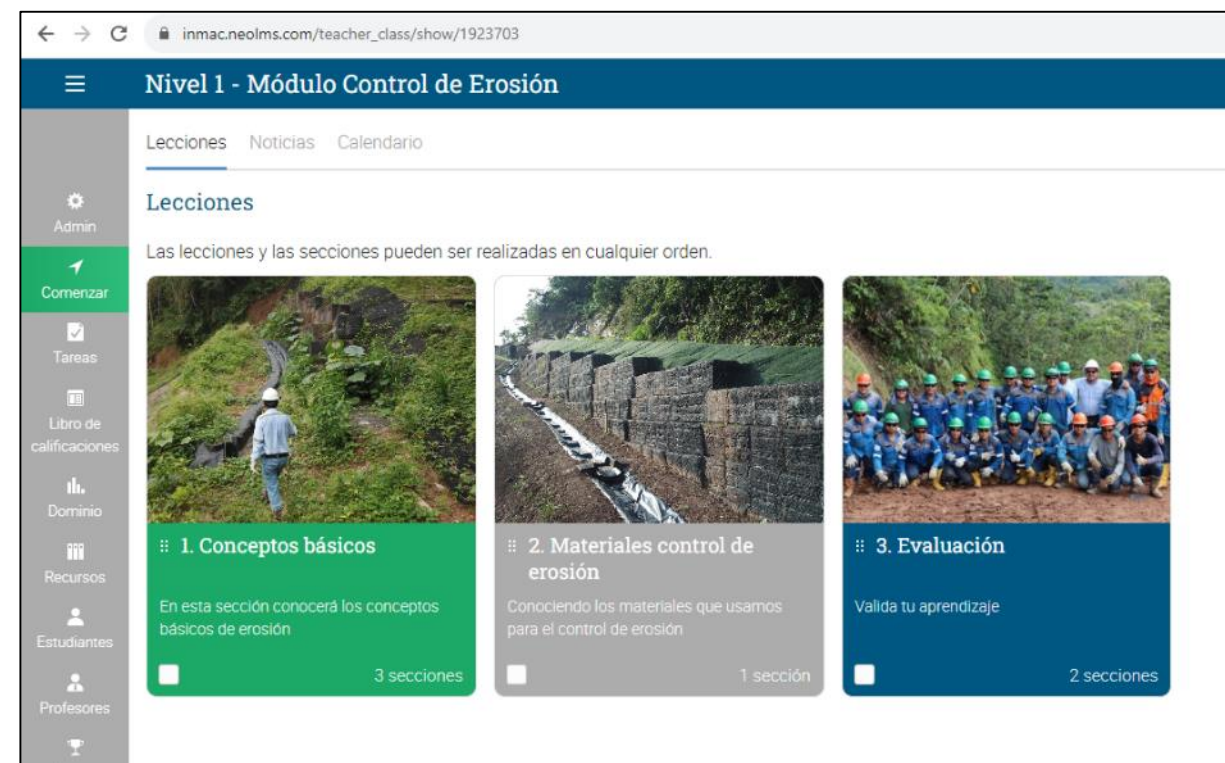 inmac.neolms.com/teacher_class/show/1923703
Nivel 1 - Módulo Control de Erosión
Lecciones Noticias Calendario
Admin
Comenzar
Tareas
Libro de
calificaciones
Dominio
Recursos
Estudiantes
Profesores
Lecciones
Las lecciones y las secciones pueden ser realizadas en cualquier orden.
1. Conceptos básicos
En esta sección conocerá los conceptos
básicos de erosión
3 secciones
2. Materiales control de
erosión
Conociendo los materiales que usamos
para el control de erosión
1 sección
3. Evaluación
Valida tu aprendizaje
2 secciones